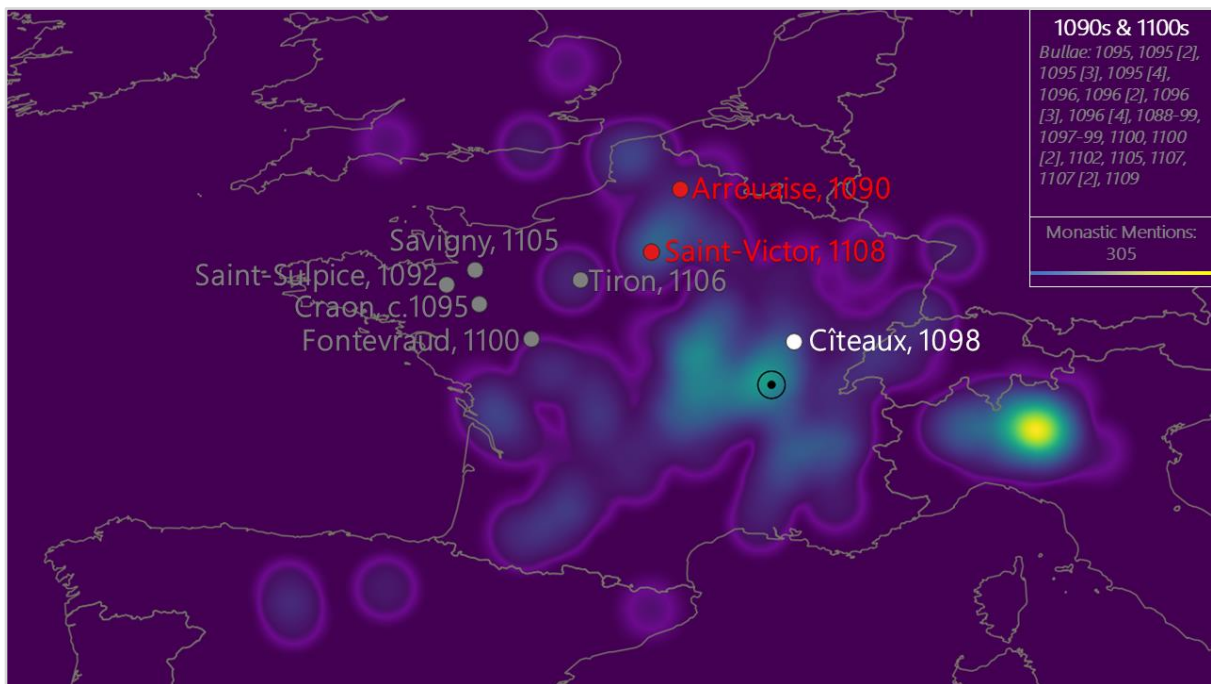 1090s & 1100s
Bullae: 1095, 1095 [2],
1095 [3], 1095 [4],
1096, 1096 [2], 1096
[3], 1096 [4], 1088-99,
1097-99, 1100, 1100
[2], 1102, 1105, 1107,
1107 [2], 1109
Monastic Mentions:
305
Arrouaise, 1090
Savigny, 1105
Saint-Victor, 1108
Saint-Sulpice, 1092
Tiron, 1106
Craon, c.1095
Fontevraud, 1100
Cîteaux, 1098